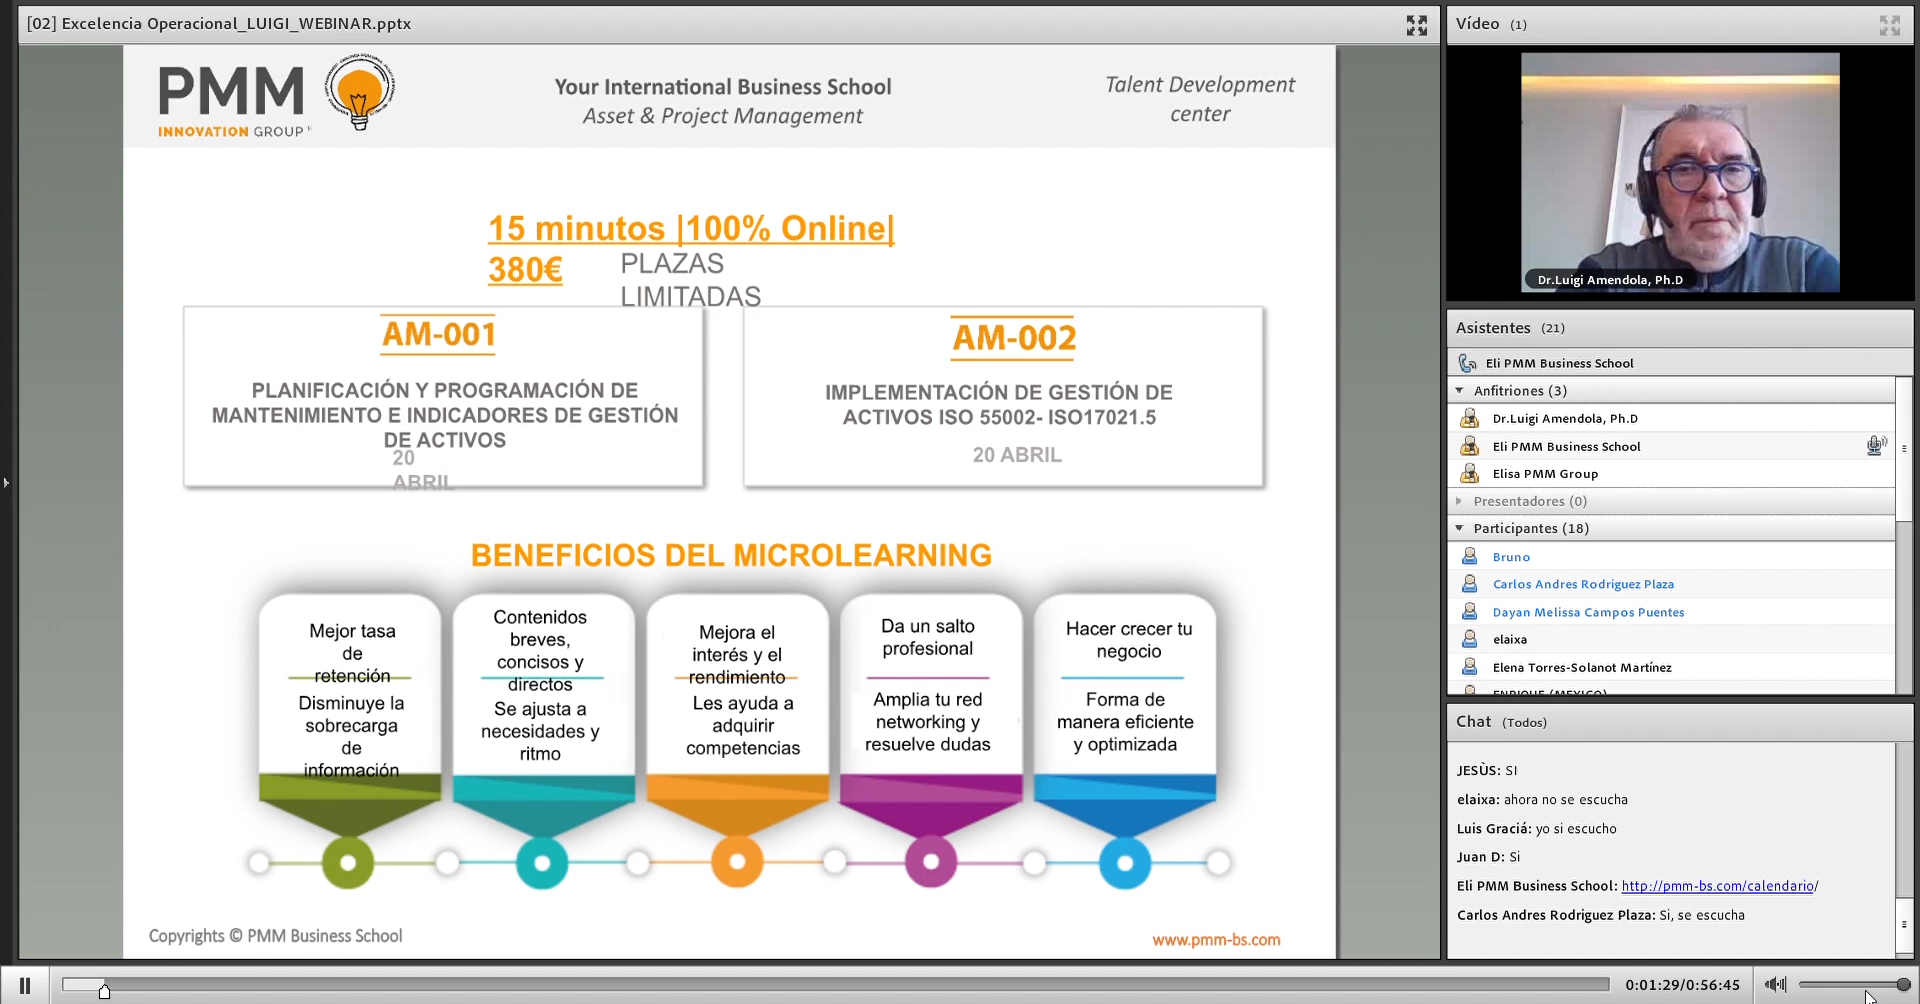 [02] Excelencia Operacional_LUIGI_WEBINAR.pptx
PMM
INNOVATION GROUP
Your International Business School
Asset & Project Management
Talent Development
center
15 minutos |100% Online|
380€
PLAZAS
LIMITADAS
AM-001
PLANIFICACIÓN Y PROGRAMACIÓN DE
MANTENIMIENTO E INDICADORES DE GESTIÓN
DE ACTIVOS
20
ABRIL
AM-002
IMPLEMENTACIÓN DE GESTIÓN DE
ACTIVOS ISO 55002- ISO17021.5
20 ABRIL
BENEFICIOS DEL MICROLEARNING
Mejor tasa
de
retención
Disminuye la
sobrecarga
de
información
Contenidos
breves,
concisos y
directos
Se ajusta a
necesidades y
ritmo
Mejora el
interés y el
rendimiento
Les ayuda a
adquirir
competencias
Da un salto
profesional
Amplia tu red
networking y
resuelve dudas
Hacer crecer tu
negocio
Forma de
manera eficiente
y optimizada
Copyrights © PMM Business School
www.pmm-bs.com
Vídeo (1)
Dr.Luigi Amendola, Ph.D
Asistentes (21)
Eli PMM Business School
Anfitriones (3)
Dr.Luigi Amendola, Ph.D
Eli PMM Business School
Elisa PMM Group
Presentadores (0)
Participantes (18)
Bruno
Carlos Andres Rodriguez Plaza
Dayan Melissa Campos Puentes
elaixa
Elena Torres-Solanot Martínez
ENRIQUE (MEXICO)
Chat (Todos)
JESÙS: SI
elaixa: ahora no se escucha
Luis Graciá: yo si escucho
Juan D: Si
Eli PMM Business School: http://pmm-bs.com/calendario/
Carlos Andres Rodriguez Plaza: Si, se escucha
0:01:29/0:56:45